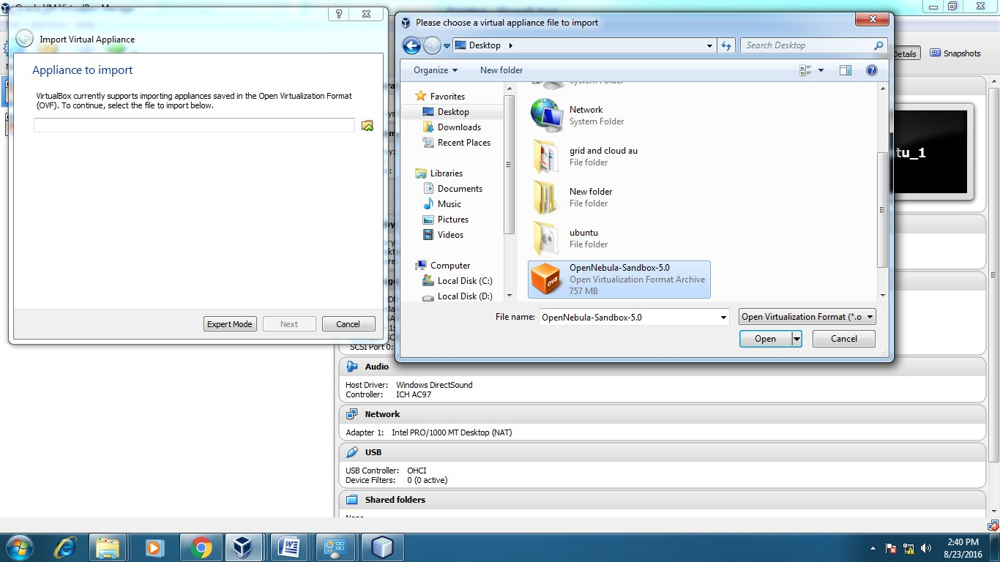 Oracle VM VirtualBox Manager
Import Virtual Appliance
Appliance to import
VirtualBox currently supports importing appliances saved in the Open Virtualization Format
(OVF). To continue, select the file to import below.
Expert Mode
Next
Cancel
Please choose a virtual appliance file to import
Desktop
Search Desktop
Organize
New folder
Favorites
Desktop
Downloads
Recent Places
Libraries
Documents
Music
Pictures
Videos
Computer
Local Disk (C:)
Local Disk (D:)
System Folder
Network
System Folder
grid and cloud au
File folder
New folder
File folder
ubuntu
File folder
OpenNebula-Sandbox-5.0
Open Virtualization Format Archive
757 MB
ova
File name:
OpenNebula-Sandbox-5.0
Open Virtualization Format (*.o
Open
Cancel
Details
Snapshots
tu_1
SCSI Port 0:
Audio
Host Driver: Windows DirectSound
Controller: ICH AC97
Network
Adapter 1: Intel PRO/1000 MT Desktop (NAT)
USB
USB Controller: OHCI
Device Filters: 0 (0 active)
Shared folders
None
2:40 PM
8/23/2016